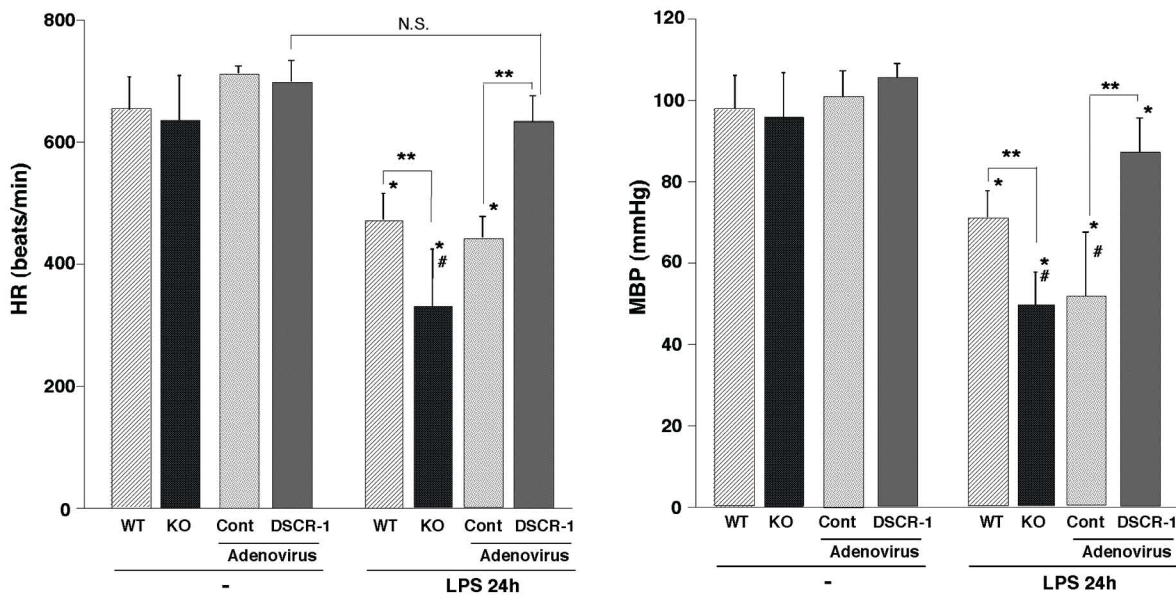 HR (beats/min)
800
600
400
600
0
N.S.
**
**
*
*
*
#
WT KO Cont DSCR-1 WT KO Cont DSCR-1
Adenovirus Adenovirus
- LPS 24h
MBP (mmHg)
120
100
80
60
40
20
0
**
*
**
*
*
#
*
#
WT KO Cont DSCR-1 WT KO Cont DSCR-1
Adenovirus Adenovirus
- LPS 24h